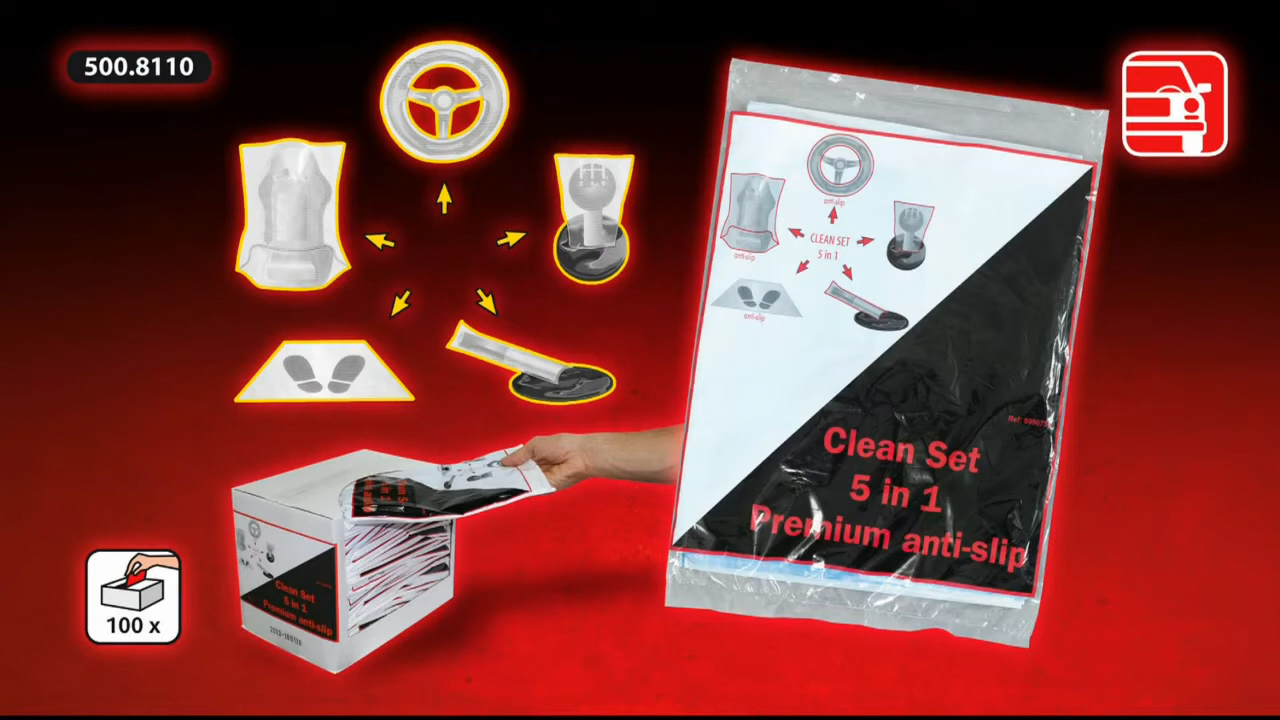 500.8110
anti-slip
anti-slip
CLEAN SET
5 in 1
anti-slip
Clean Set
5 in 1
Premium anti-slip
Clean Set
5 in 1
Premium anti-slip
100 x